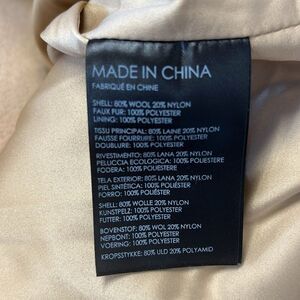 MADE IN CHINA
FABRIQUÉ EN CHINE
SHELL: 80% WOOL 20% NYLON
FAUX FUR: 100% POLYESTER
LINING: 100% POLYESTER
TISSU PRINCIPAL: 80% LAINE 20% NYLON
FAUSSE FOURRURE: 100% POLYESTER
DOUBLURE: 100% POLYESTER
RIVESTIMENTO: 80% LANA 20% NYLON
PELUCCIA ECOLOGICA: 100% POLIESTERE
FODERA: 100% POLIESTERE
TELA EXTERIOR: 80% LANA 20% NYLON
PIEL SINTÉTICA: 100% POLIÉSTER
FORRO: 100% POLIÉSTER
SHELL: 80% WOLLE 20% NYLON
KUNSTPELZ: 100% POLYESTER
FUTTER: 100% POLYESTER
BOVENSTOF: 80% WOL 20% NYLON
NEPBONT: 100% POLYESTER
VOERING: 100% POLYESTER
KROPSSTYKKE: 80% ULD 20% POLYAMID